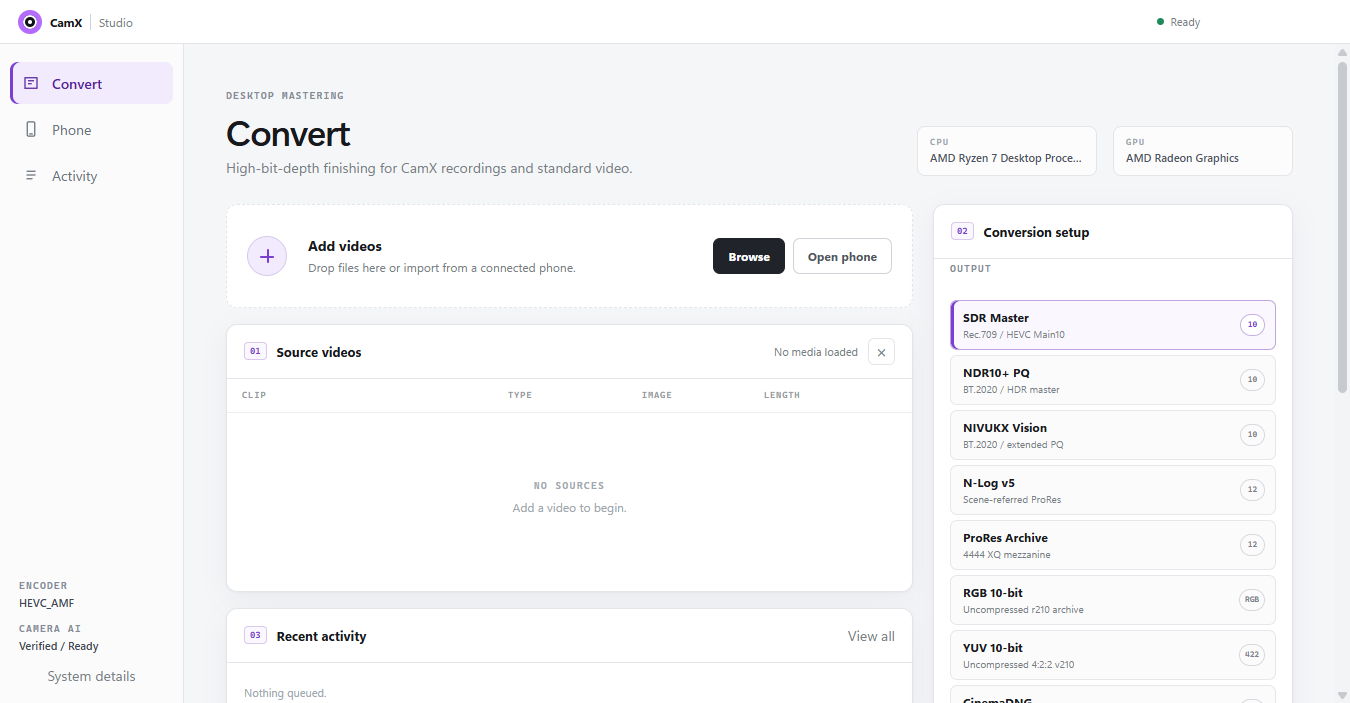 CamX
Studio
Ready
Convert
Phone
Activity
ENCODER
HEVC_AMF
CAMERA AI
Verified / Ready
System details
DESKTOP MASTERING
Convert
High-bit-depth finishing for CamX recordings and standard video.
CPU
AMD Ryzen 7 Desktop Proce...
GPU
AMD Radeon Graphics
Add videos
Drop files here or import from a connected phone.
Browse
Open phone
01 Source videos
No media loaded
CLIP TYPE IMAGE LENGTH
NO SOURCES
Add a video to begin.
03 Recent activity
View all
Nothing queued.
02 Conversion setup
OUTPUT
SDR Master
Rec.709 / HEVC Main10
10
NDR10+ PQ
BT.2020 / HDR master
10
NIVUKX Vision
BT.2020 / extended PQ
10
N-Log v5
Scene-referred ProRes
12
ProRes Archive
4444 XQ mezzanine
12
RGB 10-bit
Uncompressed r210 archive
RGB
YUV 10-bit
Uncompressed 4:2:2 v210
422
CinemaDNG